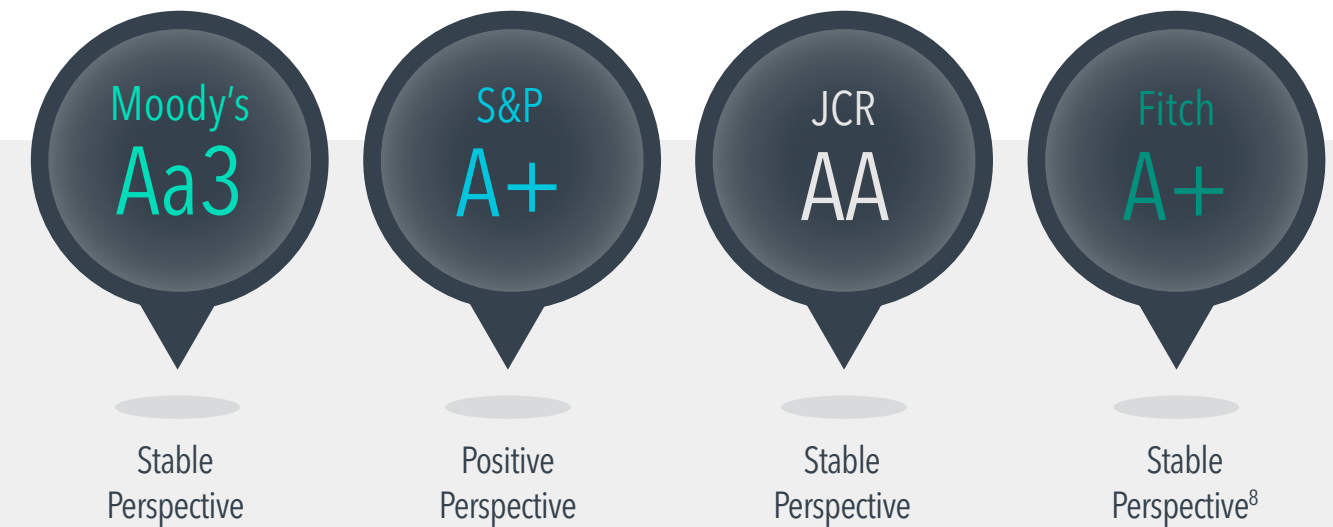 Moody's
Aa3
Stable
Perspective
S&P
A+
Positive
Perspective
JCR
AA
Stable
Perspective
Fitch
A+
Stable
Perspective8